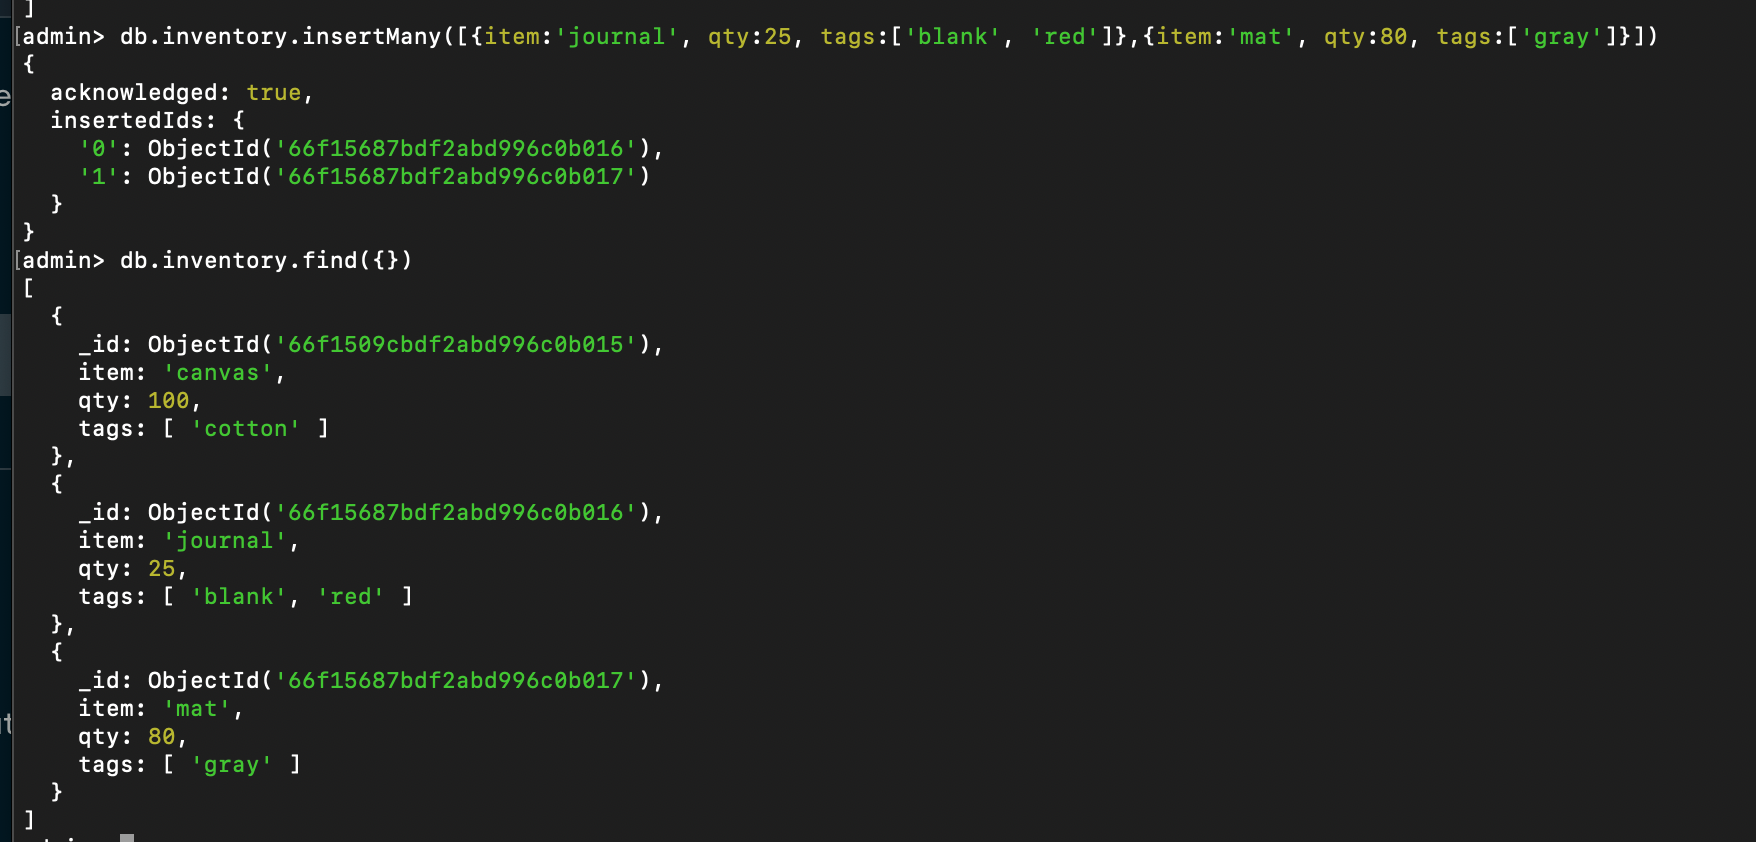 ]
[admin> db.inventory.insertMany([{item:'journal', qty:25, tags:['blank', 'red']},{item:'mat', qty:80, tags:['gray']}])
{
  acknowledged: true,
  insertedIds: {
    '0': ObjectId('66f15687bdf2abd996c0b016'),
    '1': ObjectId('66f15687bdf2abd996c0b017')
  }
}
[admin> db.inventory.find({})
[
  {
    _id: ObjectId('66f1509cbdf2abd996c0b015'),
    item: 'canvas',
    qty: 100,
    tags: [ 'cotton' ]
  },
  {
    _id: ObjectId('66f15687bdf2abd996c0b016'),
    item: 'journal',
    qty: 25,
    tags: [ 'blank', 'red' ]
  },
  {
    _id: ObjectId('66f15687bdf2abd996c0b017'),
    item: 'mat',
    qty: 80,
    tags: [ 'gray' ]
  }
]